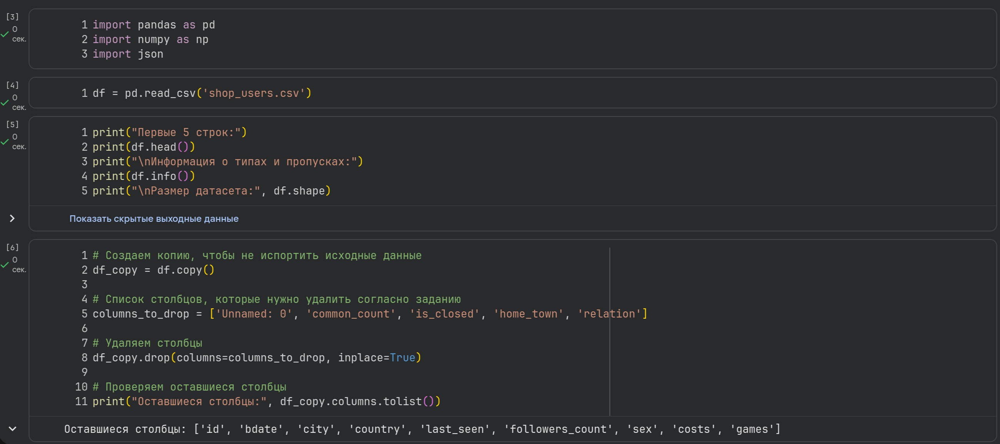 [3]
0
сек.
1 import pandas as pd
2 import numpy as np
3 import json
[4]
0
сек.
1 df = pd.read_csv('shop_users.csv')
[5]
0
сек.
1 print("Первые 5 строк:")
2 print(df.head())
3 print("\nИнформация о типах и пропусках:")
4 print(df.info())
5 print("\nРазмер датасета:", df.shape)
Показать скрытые выходные данные
[6]
0
сек.
1 # Создаем копию, чтобы не испортить исходные данные
2 df_copy = df.copy()
3
4 # Список столбцов, которые нужно удалить согласно заданию
5 columns_to_drop = ['Unnamed: 0', 'common_count', 'is_closed', 'home_town', 'relation']
6
7 # Удаляем столбцы
8 df_copy.drop(columns=columns_to_drop, inplace=True)
9
10 # Проверяем оставшиеся столбцы
11 print("Оставшиеся столбцы:", df_copy.columns.tolist())
Оставшиеся столбцы: ['id', 'bdate', 'city', 'country', 'last_seen', 'followers_count', 'sex', 'costs', 'games']